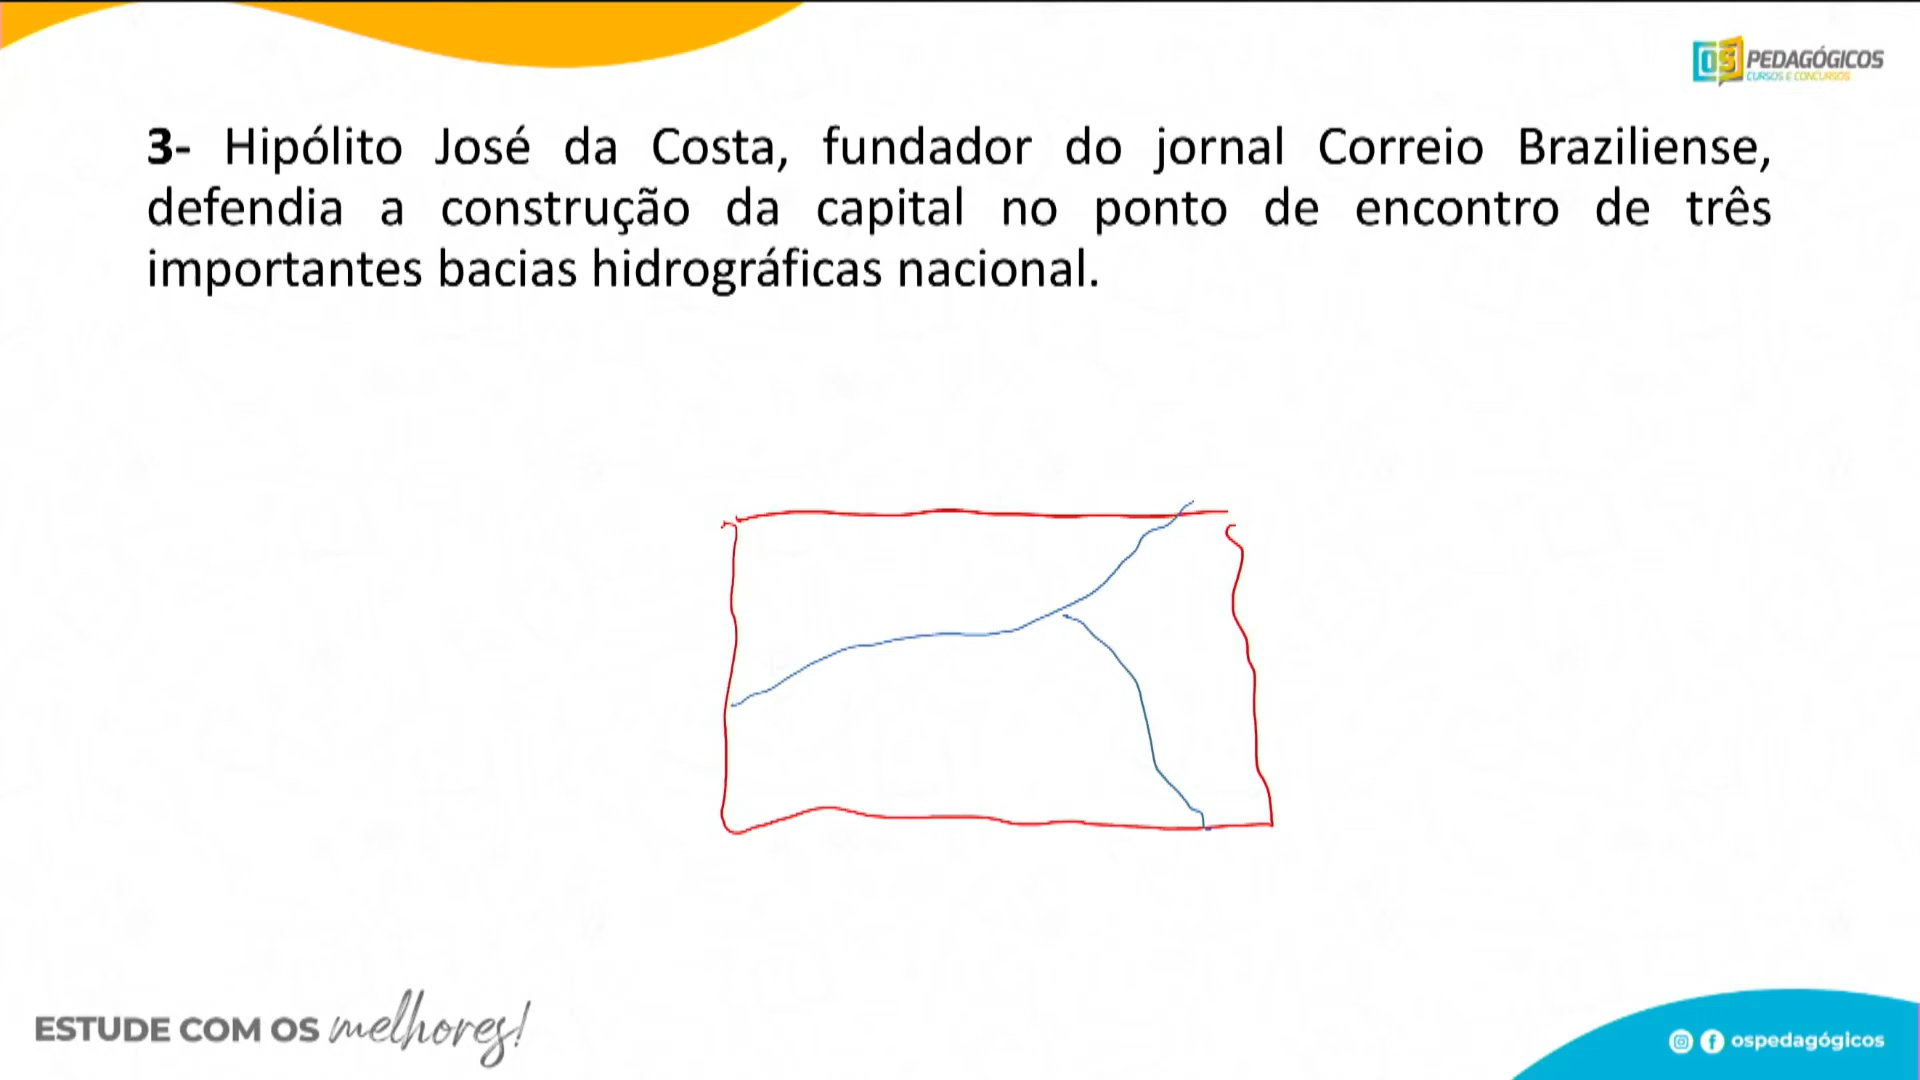 OS PEDAGÓGICOS
CURSOS E CONCURSOS
3- Hipólito José da Costa, fundador do jornal Correio Braziliense,
defendia a construção da capital no ponto de encontro de três
importantes bacias hidrográficas nacional.
ESTUDE COM OS melhores!
ospedagógicos